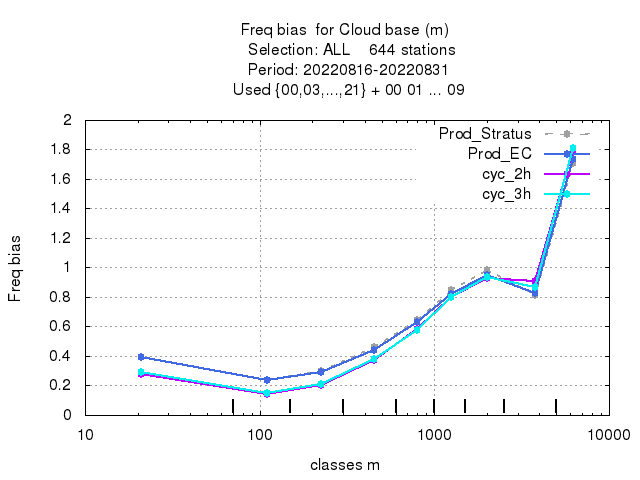 Freq bias  for Cloud base (m)
Selection: ALL    644 stations
Period: 20220816-20220831
Used {00,03,...,21} + 00 01 ... 09
Freq bias
2
1.8
1.6
1.4
1.2
1
0.8
0.6
0.4
0.2
0
Prod_Stratus
Prod_EC
cyc_2h
cyc_3h
10 100 1000 10000
classes m